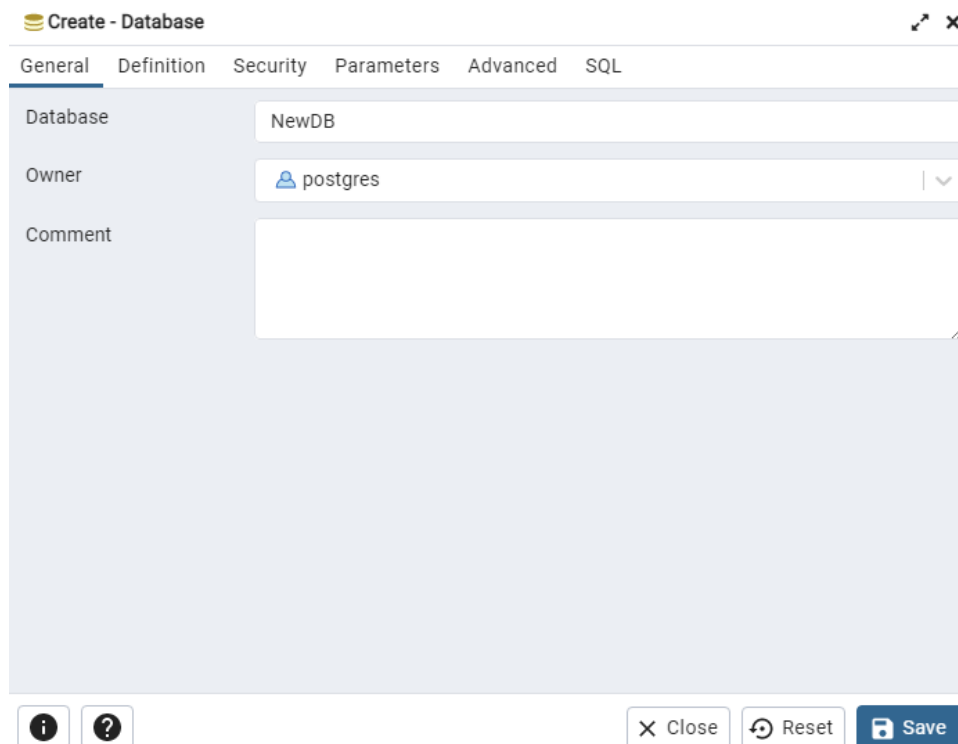 Create - Database
General Definition Security Parameters Advanced SQL
Database NewDB
Owner postgres
Comment
Close Reset Save